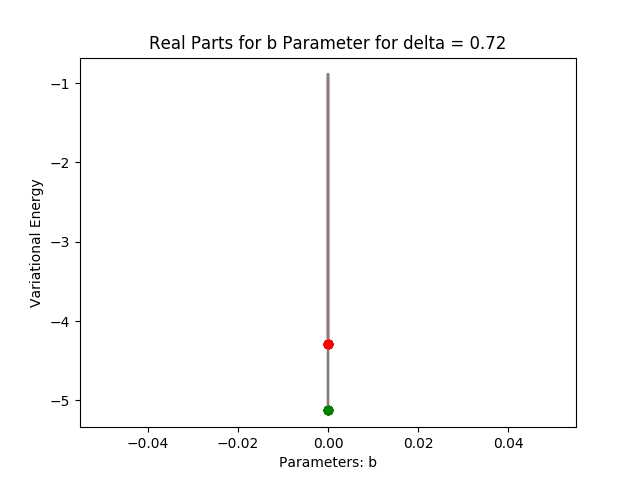 Real Parts for b Parameter for delta = 0.72
Variational Energy
−1
−2
−3
−4
−5
−0.04 −0.02 0.00 0.02 0.04
Parameters: b